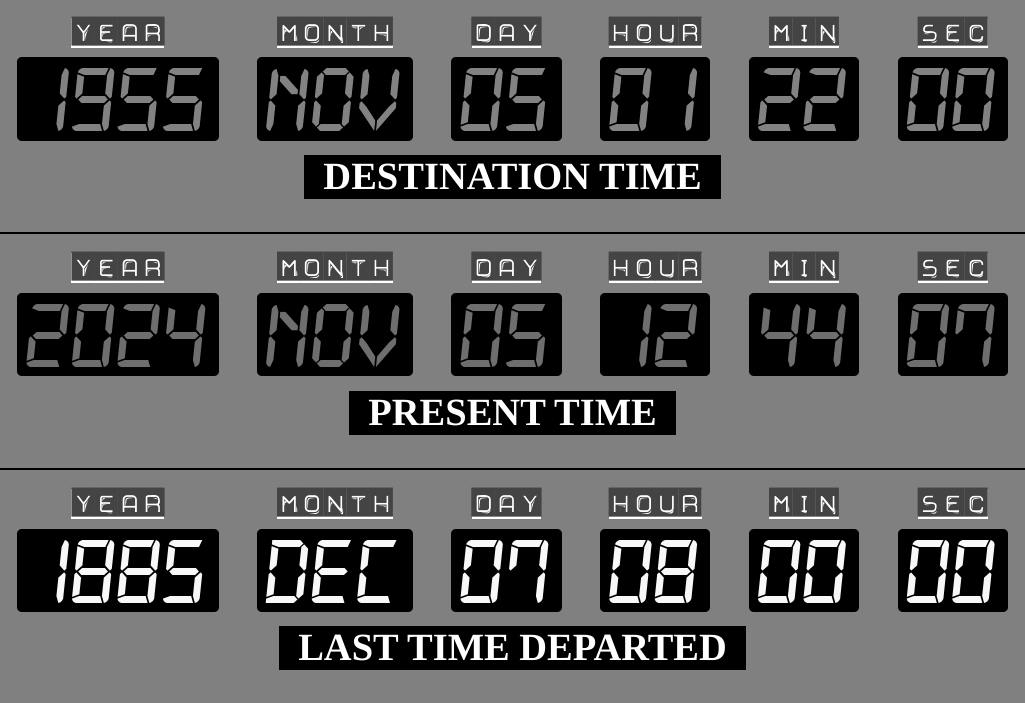 YEAR MONTH DAY HOUR MIN SEC
1955 NOV 05 01 22 00
DESTINATION TIME
YEAR MONTH DAY HOUR MIN SEC
2024 NOV 05 12 44 07
PRESENT TIME
YEAR MONTH DAY HOUR MIN SEC
1885 DEC 07 08 00 00
LAST TIME DEPARTED